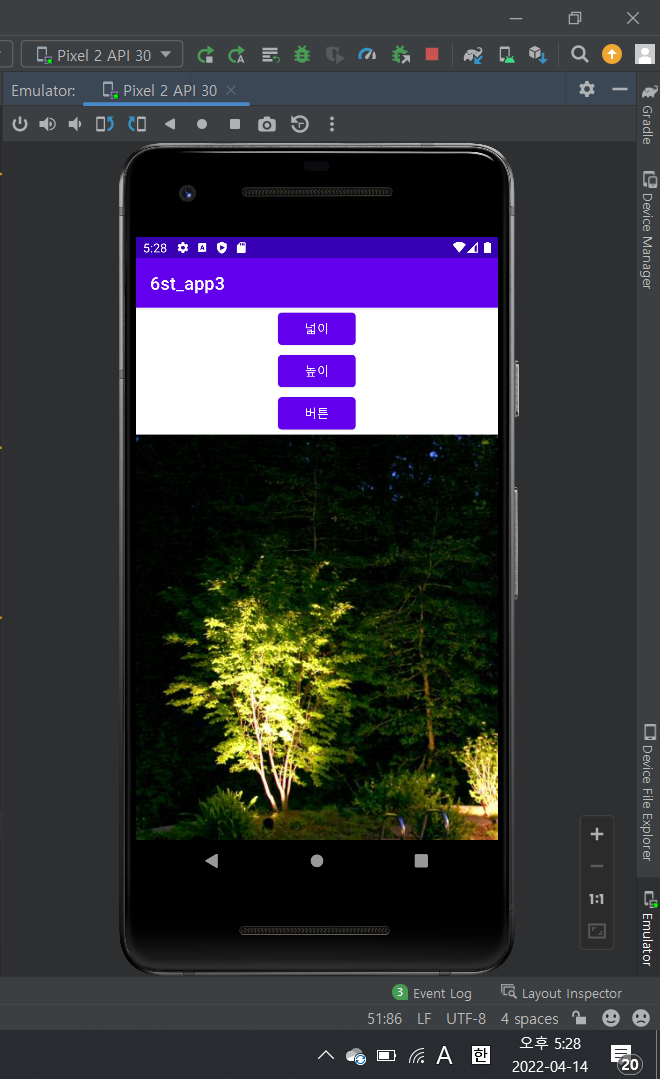 Pixel 2 API 30
Emulator: Pixel 2 API 30
Gradle
Device Manager
5:28
6st_app3
넓이
높이
버튼
Device File Explorer
1:1
Emulator
3 Event Log Layout Inspector
51:86 LF UTF-8 4 spaces
A 한 오후 5:28
2022-04-14
20